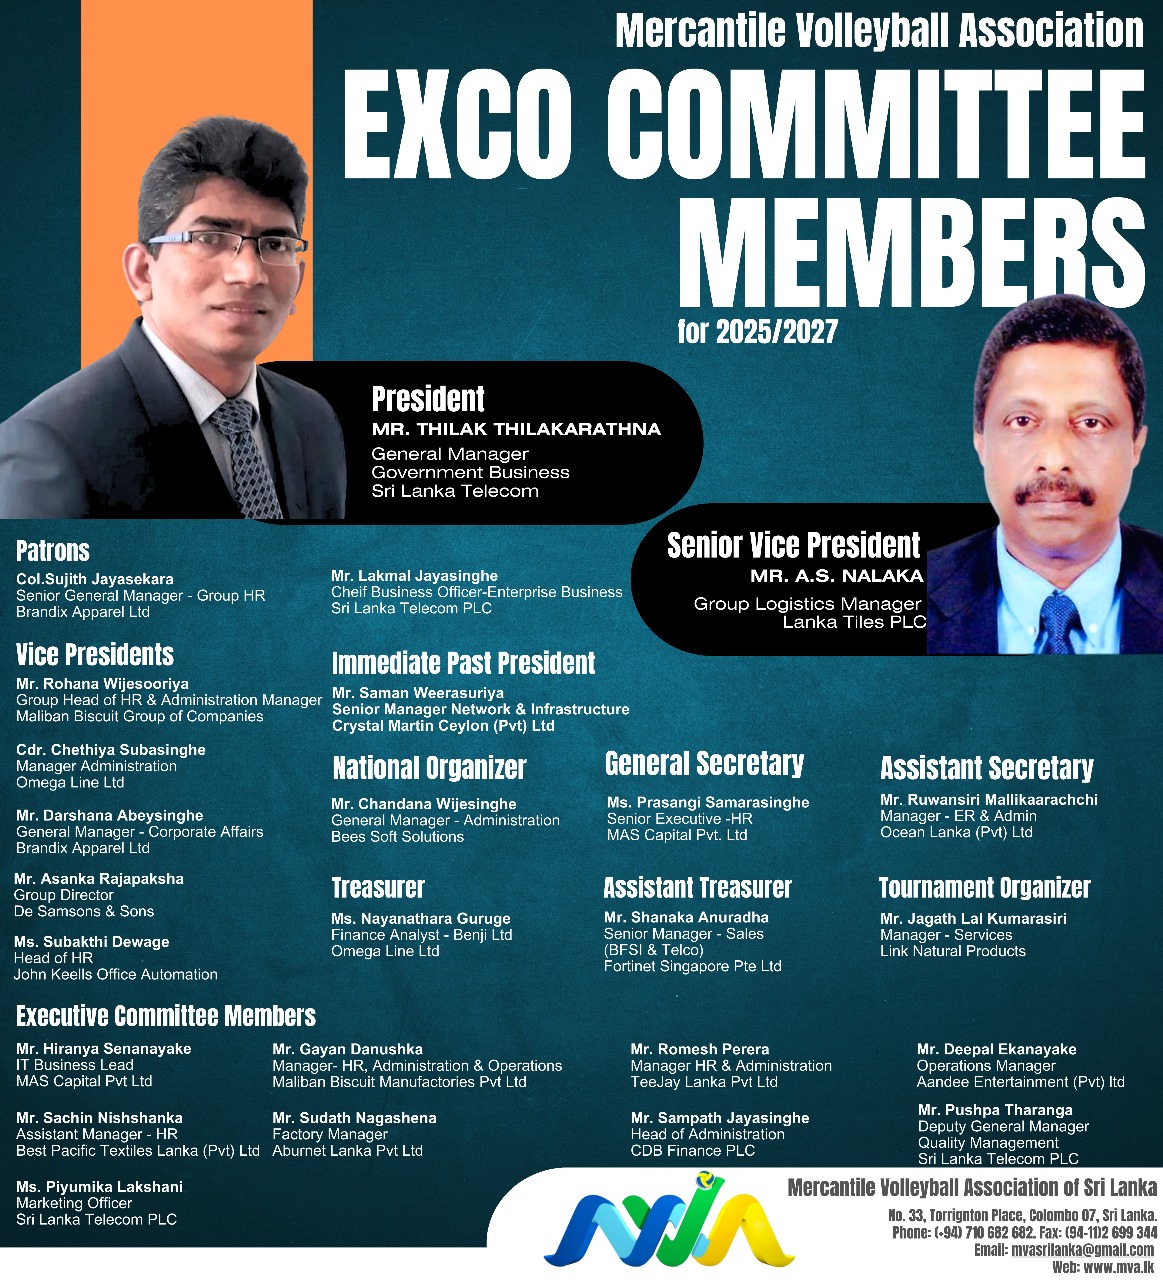 Mercantile Volleyball Association
EXCO COMMITTEE
MEMBERS
for 2025/2027
President
MR. THILAK THILAKARATHNA
General Manager
Government Business
Sri Lanka Telecom
Senior Vice President
MR. A.S. NALAKA
Group Logistics Manager
Lanka Tiles PLC
Patrons
Col.Sujith Jayasekara
Senior General Manager - Group HR
Brandix Apparel Ltd
Mr. Lakmal Jayasinghe
Cheif Business Officer-Enterprise Business
Sri Lanka Telecom PLC
Vice Presidents
Mr. Rohana Wijesooriya
Group Head of HR & Administration Manager
Maliban Biscuit Group of Companies
Cdr. Chethiya Subasinghe
Manager Administration
Omega Line Ltd
Mr. Darshana Abeysinghe
General Manager - Corporate Affairs
Brandix Apparel Ltd
Mr. Asanka Rajapaksha
Group Director
De Samsons & Sons
Ms. Subakthi Dewage
Head of HR
John Keells Office Automation
Immediate Past President
Mr. Saman Weerasuriya
Senior Manager Network & Infrastructure
Crystal Martin Ceylon (Pvt) Ltd
National Organizer
Mr. Chandana Wijesinghe
General Manager - Administration
Bees Soft Solutions
General Secretary
Ms. Prasangi Samarasinghe
Senior Executive -HR
MAS Capital Pvt. Ltd
Assistant Secretary
Mr. Ruwansiri Mallikaarachchi
Manager - ER & Admin
Ocean Lanka (Pvt) Ltd
Treasurer
Ms. Nayanathara Guruge
Finance Analyst - Benji Ltd
Omega Line Ltd
Assistant Treasurer
Mr. Shanaka Anuradha
Senior Manager - Sales
(BFSI & Telco)
Fortinet Singapore Pte Ltd
Tournament Organizer
Mr. Jagath Lal Kumarasiri
Manager - Services
Link Natural Products
Executive Committee Members
Mr. Hiranya Senanayake
IT Business Lead
MAS Capital Pvt Ltd
Mr. Gayan Danushka
Manager- HR, Administration & Operations
Maliban Biscuit Manufactories Pvt Ltd
Mr. Romesh Perera
Manager HR & Administration
TeeJay Lanka Pvt Ltd
Mr. Deepal Ekanayake
Operations Manager
Aandee Entertainment (Pvt) ltd
Mr. Sachin Nishshanka
Assistant Manager - HR
Best Pacific Textiles Lanka (Pvt) Ltd
Mr. Sudath Nagashena
Factory Manager
Aburnet Lanka Pvt Ltd
Mr. Sampath Jayasinghe
Head of Administration
CDB Finance PLC
Mr. Pushpa Tharanga
Deputy General Manager
Quality Management
Sri Lanka Telecom PLC
Ms. Piyumika Lakshani
Marketing Officer
Sri Lanka Telecom PLC
MVA
Mercantile Volleyball Association of Sri Lanka
No. 33, Torrignton Place, Colombo 07, Sri Lanka.
Phone: (+94) 710 682 682. Fax: (94-11)2 699 344
Email: mvasrilanka@gmail.com
Web: www.mva.lk